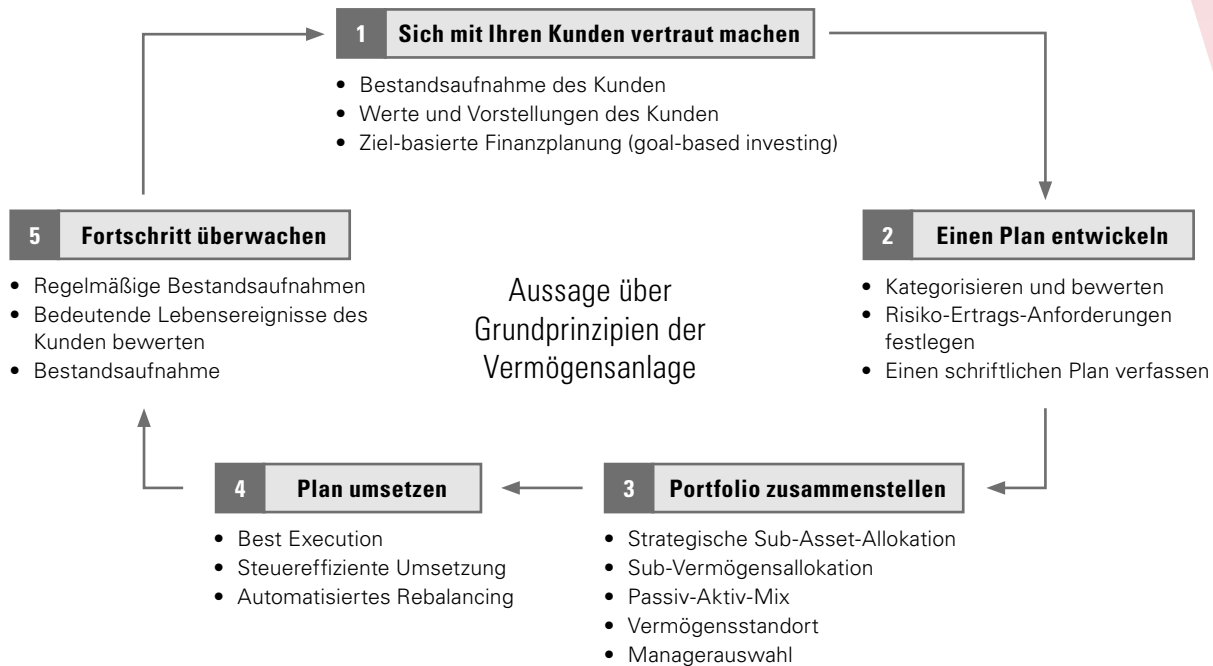 1 Sich mit Ihren Kunden vertraut machen
• Bestandsaufnahme des Kunden
• Werte und Vorstellungen des Kunden
• Ziel-basierte Finanzplanung (goal-based investing)
2 Einen Plan entwickeln
• Kategorisieren und bewerten
• Risiko-Ertrags-Anforderungen
festlegen
• Einen schriftlichen Plan verfassen
3 Portfolio zusammenstellen
• Strategische Sub-Asset-Allokation
• Sub-Vermögensallokation
• Passiv-Aktiv-Mix
• Vermögensstandort
• Managerauswahl
4 Plan umsetzen
• Best Execution
• Steuereffiziente Umsetzung
• Automatisiertes Rebalancing
5 Fortschritt überwachen
• Regelmäßige Bestandsaufnahmen
• Bedeutende Lebensereignisse des
Kunden bewerten
• Bestandsaufnahme
Aussage über
Grundprinzipien der
Vermögensanlage